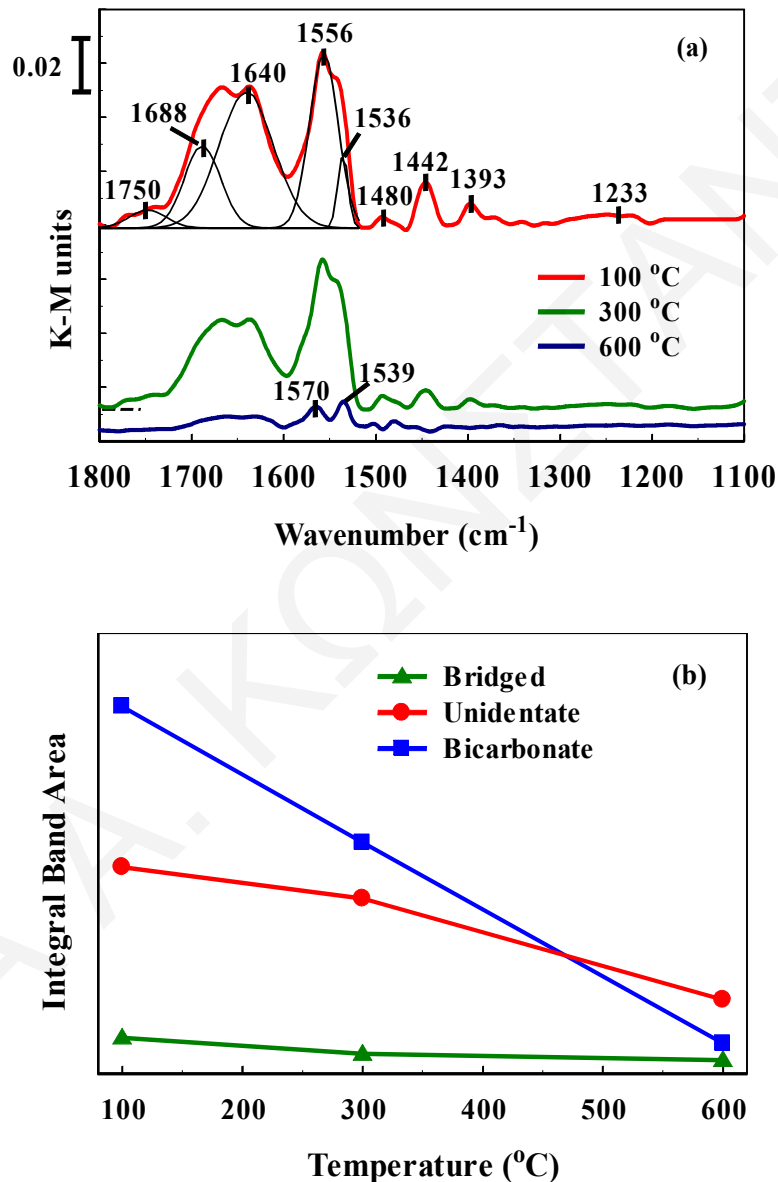 (a)
0.02
1556
1640
1688
1536
1750
1480
1442
1393
1233
K-M units
100 °C
300 °C
600 °C
1570
1539
1800 1700 1600 1500 1400 1300 1200 1100
Wavenumber (cm⁻¹)
(b)
Bridged
Unidentate
Bicarbonate
Integral Band Area
100 200 300 400 500 600
Temperature (°C)
Α. ΚΩΝΣΤΑΝ